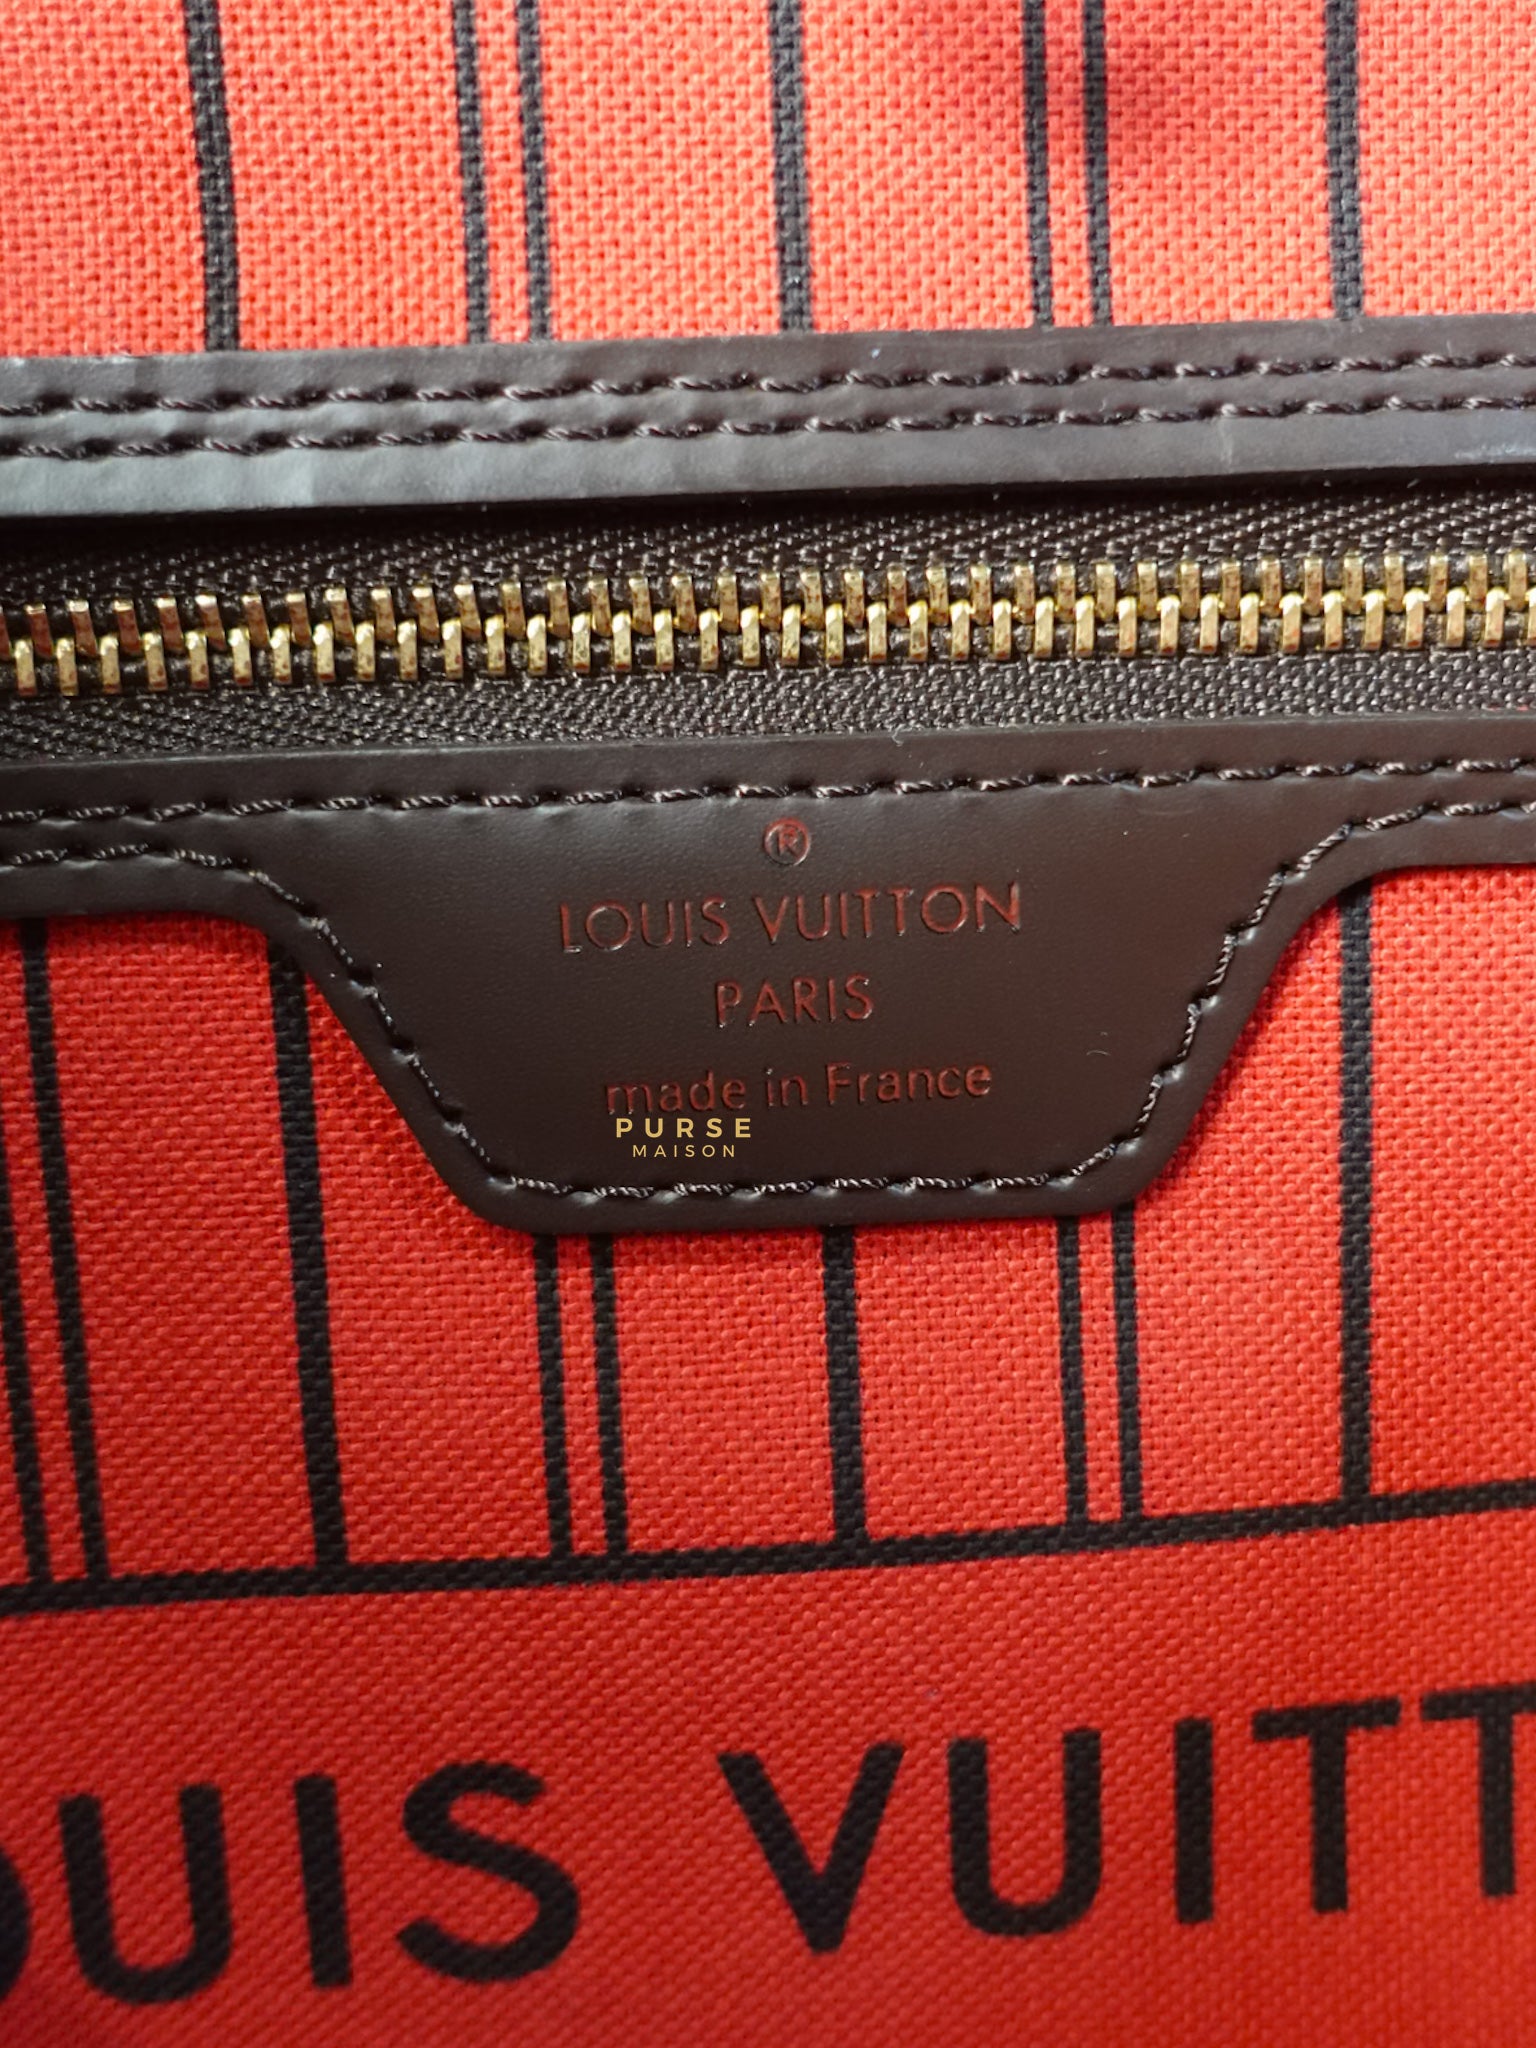 ®
LOUIS VUITTON
PARIS
made in France
PURSE
MAISON
OUIS VUITT